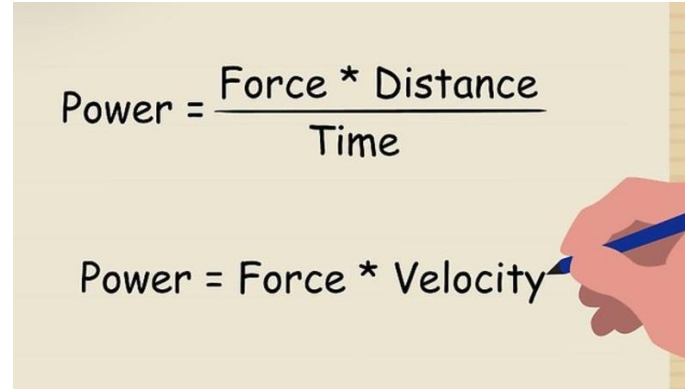 Power = Force * Distance
Time
Power = Force * Velocity